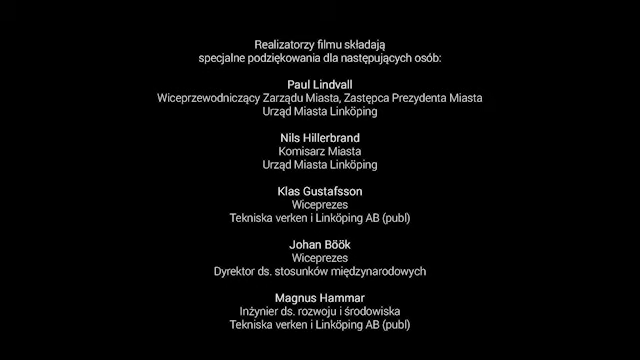 Realizatorzy filmu składają
specjalne podziękowania dla następujących osób:
Paul Lindvall
Wiceprzewodniczący Zarządu Miasta, Zastępca Prezydenta Miasta
Urząd Miasta Linköping
Nils Hillerbrand
Komisarz Miasta
Urząd Miasta Linköping
Klas Gustafsson
Wiceprezes
Tekniska verken i Linköping AB (publ)
Johan Böök
Wiceprezes
Dyrektor ds. stosunków międzynarodowych
Magnus Hammar
Inżynier ds. rozwoju i środowiska
Tekniska verken i Linköping AB (publ)